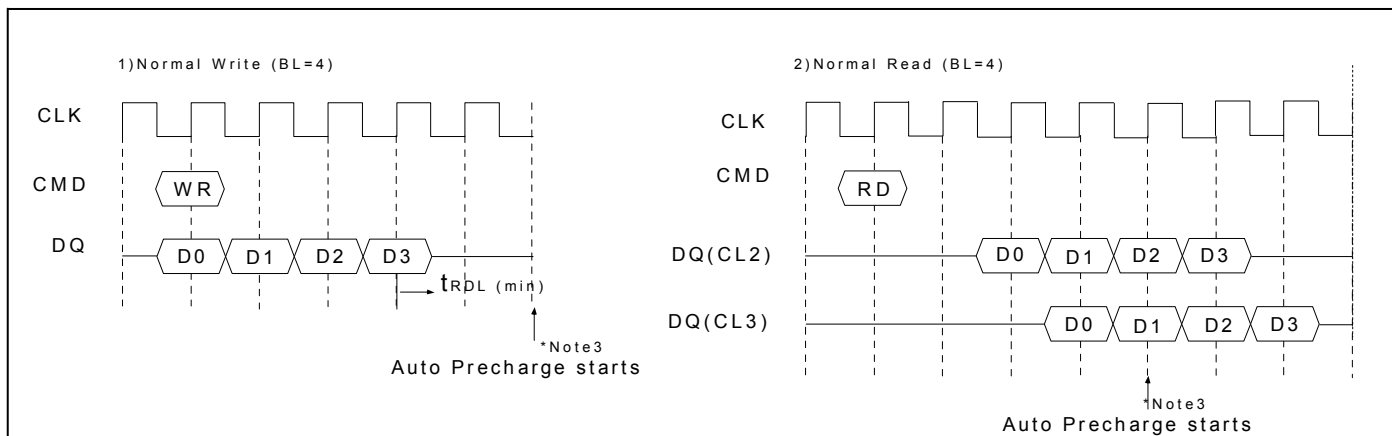 1)Normal Write (BL=4)
CLK
CMD
WR
DQ
D0 D1 D2 D3
tRDL (min)
*Note3
Auto Precharge starts
2)Normal Read (BL=4)
CLK
CMD
RD
DQ(CL2)
D0 D1 D2 D3
DQ(CL3)
D0 D1 D2 D3
*Note3
Auto Precharge starts